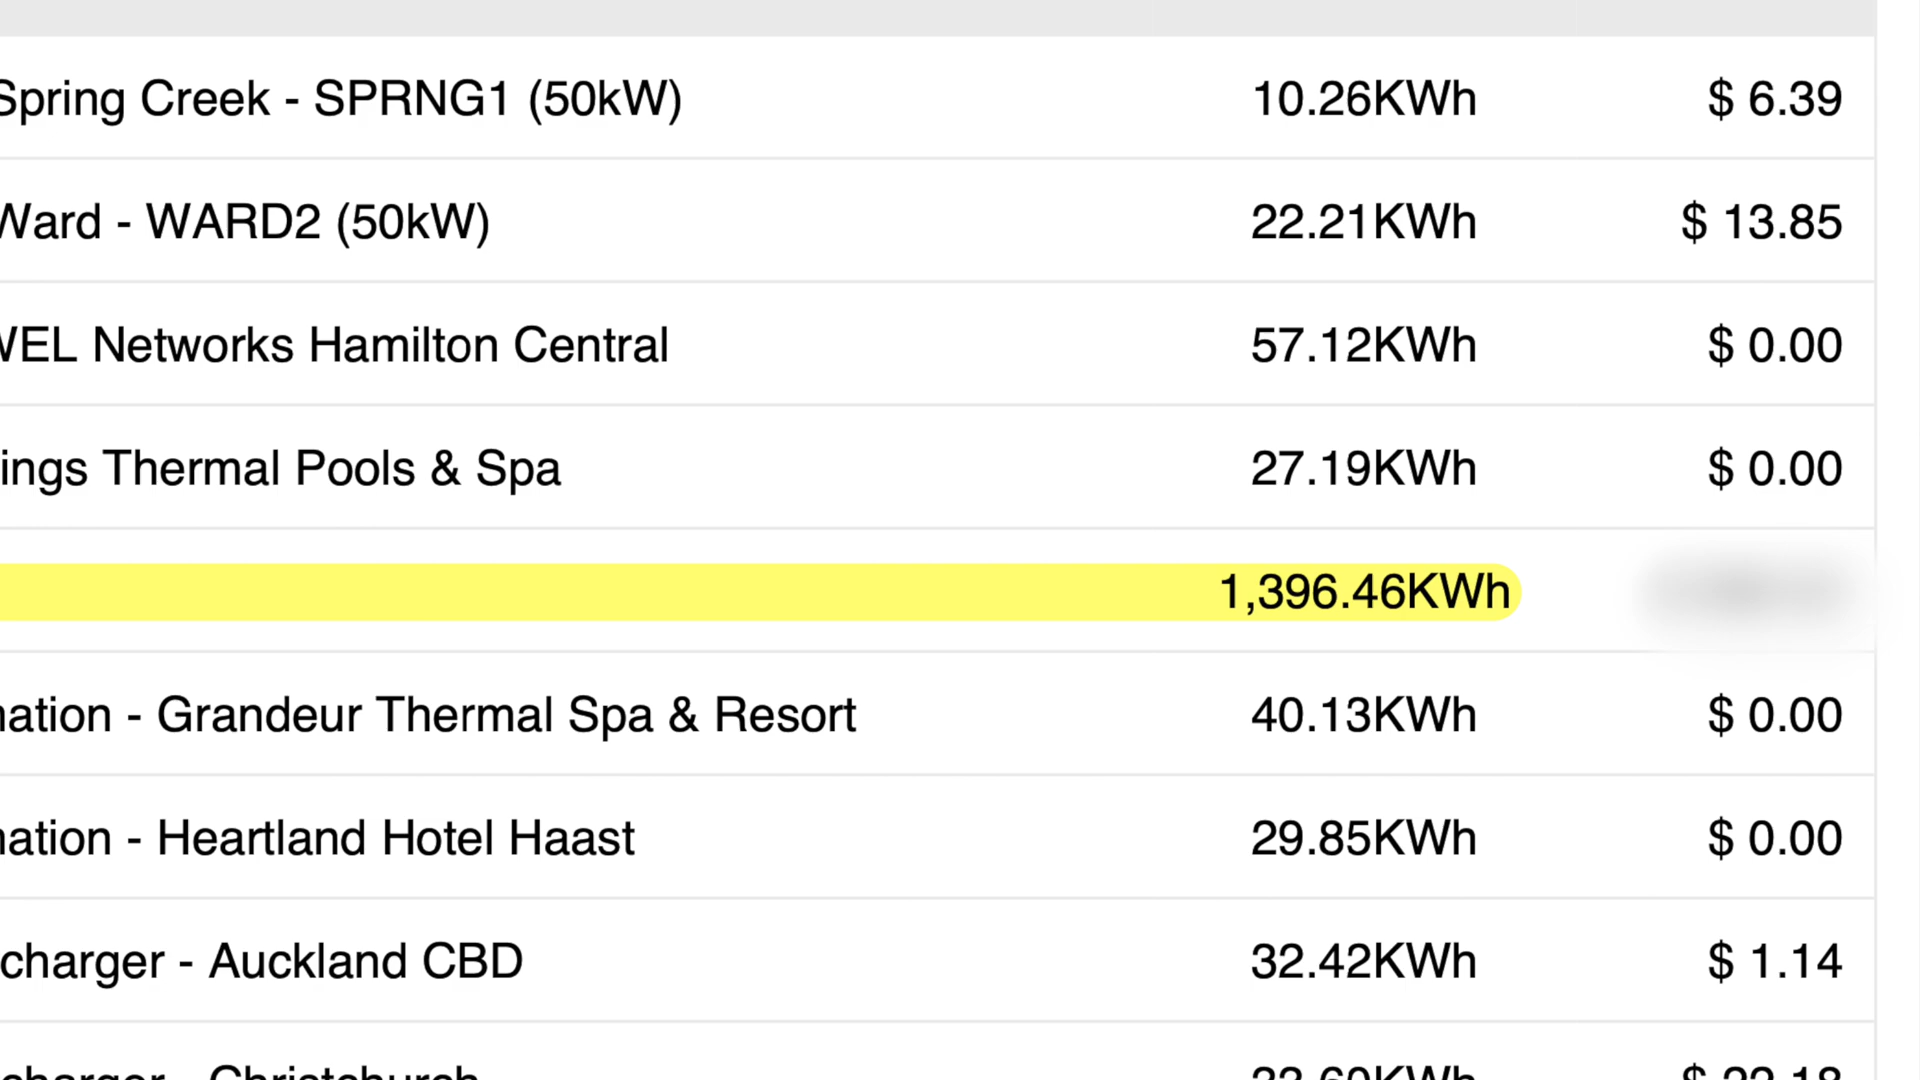 Spring Creek - SPRNG1 (50kW) 10.26KWh $ 6.39
Ward - WARD2 (50kW) 22.21KWh $ 13.85
WEL Networks Hamilton Central 57.12KWh $ 0.00
ings Thermal Pools & Spa 27.19KWh $ 0.00
1,396.46KWh
nation - Grandeur Thermal Spa & Resort 40.13KWh $ 0.00
nation - Heartland Hotel Haast 29.85KWh $ 0.00
charger - Auckland CBD 32.42KWh $ 1.14
charger - Christchurch